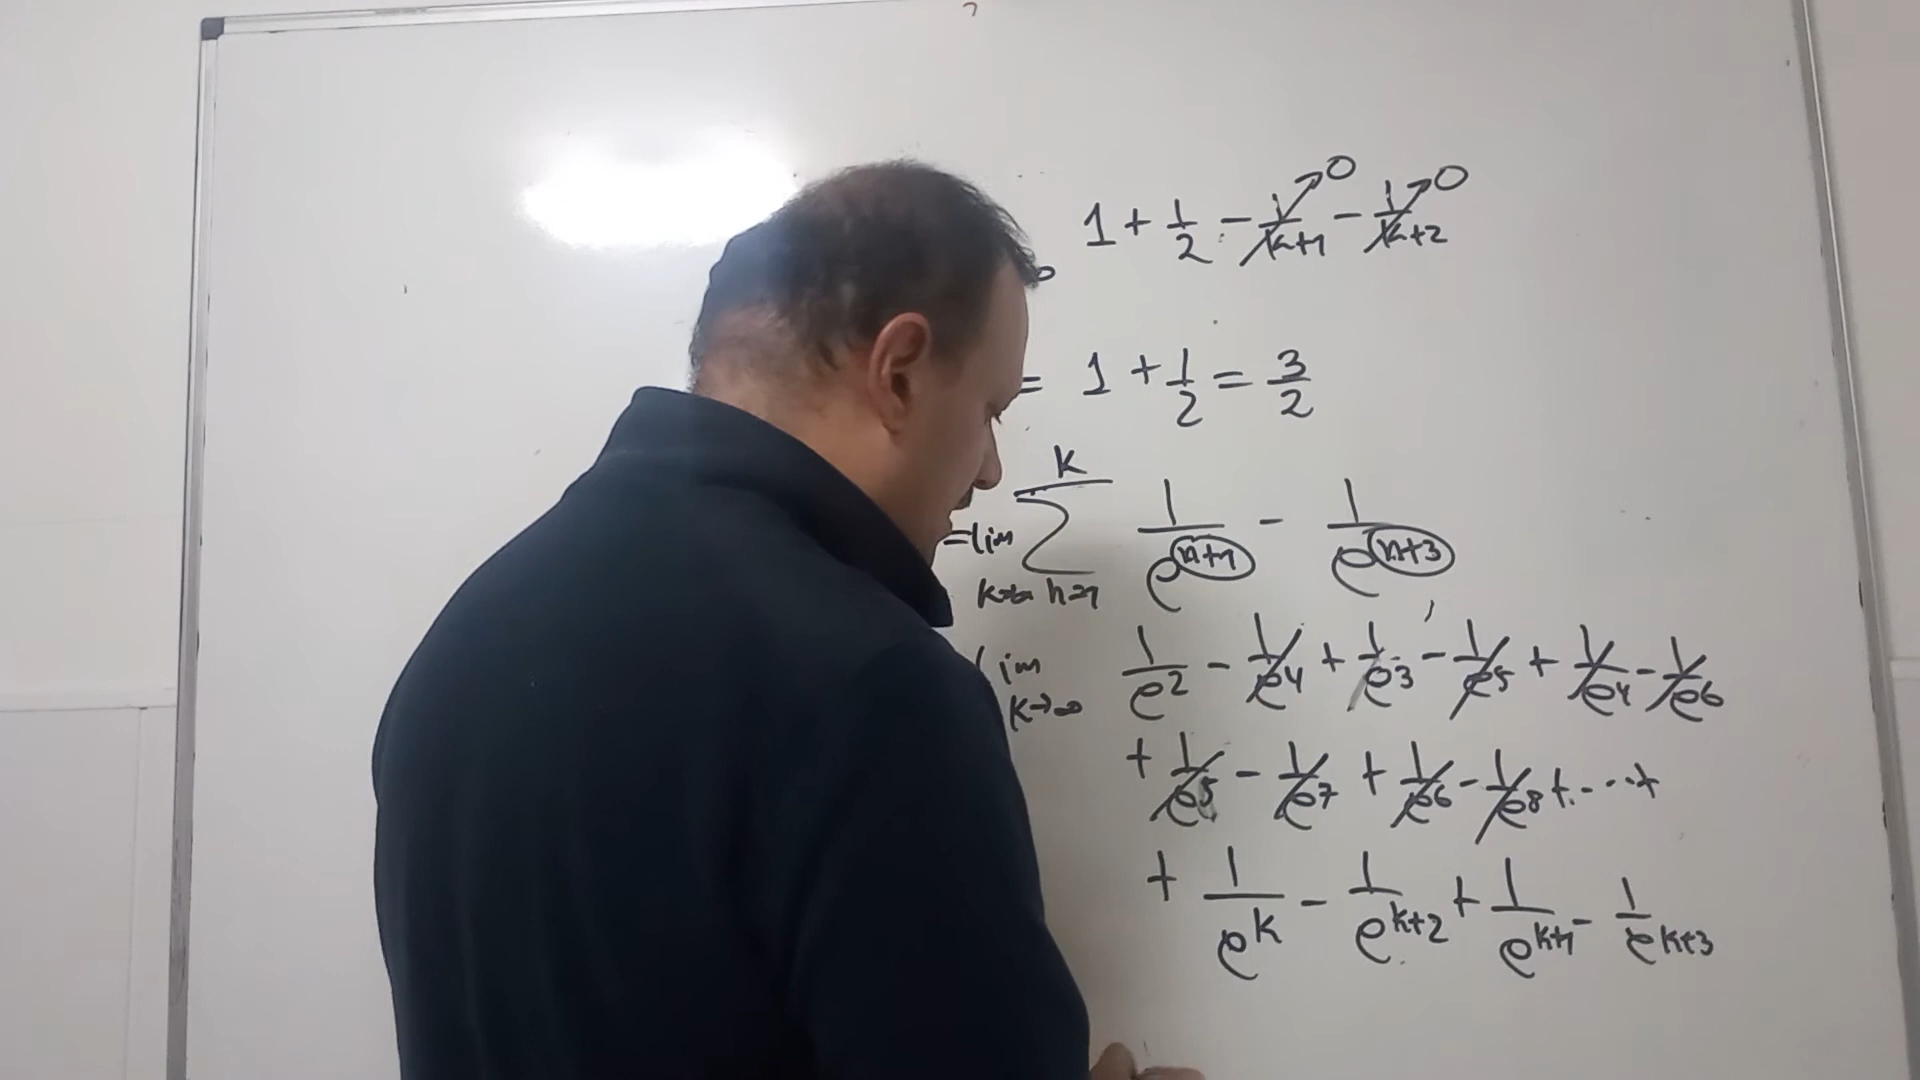 1 + 1/2 - 1/(k+1) → 0 - 1/(k+2) → 0
= 1 + 1/2 = 3/2
= lim k→∞ ∑ n=1 K 1/e^(n+1) - 1/e^(n+3)
lim k→∞ 1/e^2 - 1/e^4 + 1/e^3 - 1/e^5 + 1/e^4 - 1/e^6
+ 1/e^5 - 1/e^7 + 1/e^6 - 1/e^8 + ... +
+ 1/e^k - 1/e^(k+2) + 1/e^(k+1) - 1/e^(k+3)